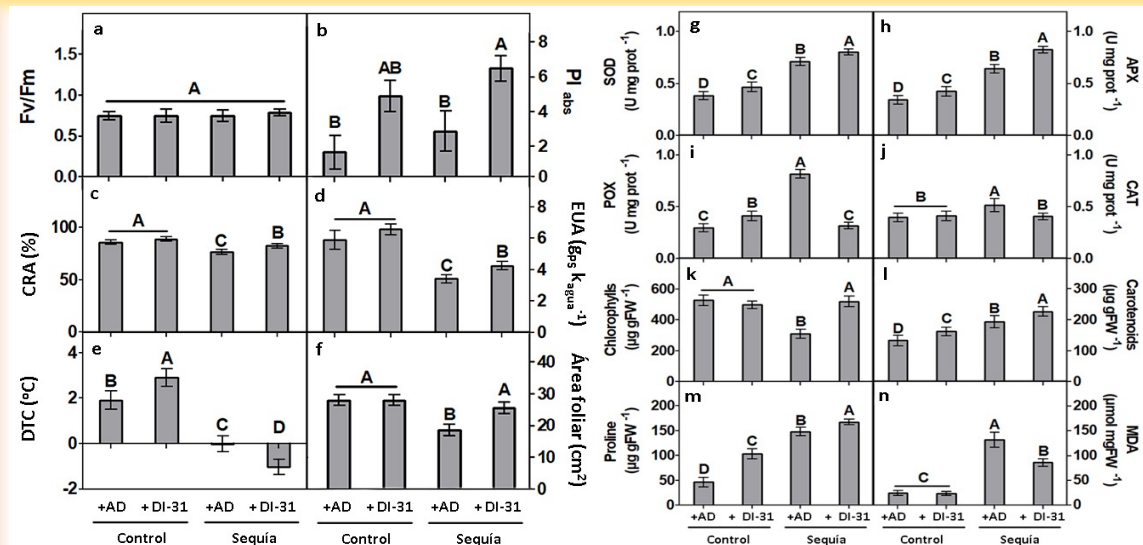 a
b
Fv/Fm
1.5
1.0
0.5
0.0
A
B
AB
B
A
8
6
4
2
0
PI abs
c
d
CRA (%)
100
50
0
A
C
B
A
C
B
8
6
4
2
0
EUA (gPS kagua -1)
e
f
DTC (ºC)
4
2
0
-2
B
A
C
D
A
B
A
40
30
20
10
0
Área foliar (cm2)
+AD + DI-31 +AD + DI-31 +AD + DI-31 +AD + DI-31
Control Sequía Control Sequía
g
h
SOD
(U mg prot -1)
1.0
0.5
0.0
D
C
B
A
D
C
B
A
1.0
0.5
0.0
APX
(U mg prot -1)
i
j
POX
(U mg prot -1)
1.0
0.5
0.0
C
B
A
C
B
A
B
1.0
0.5
0.0
CAT
(U mg prot -1)
k
l
Chlorophylls
(µg gFW -1)
600
400
200
0
A
B
A
D
C
B
A
300
200
100
0
Carotenoids
(µg gFW -1)
m
n
Proline
(µg gFW -1)
200
150
100
50
0
D
C
B
A
C
A
B
200
150
100
50
0
MDA
(µmol mgFW -1)
+AD + DI-31 +AD + DI-31 +AD + DI-31 +AD + DI-31
Control Sequía Control Sequía